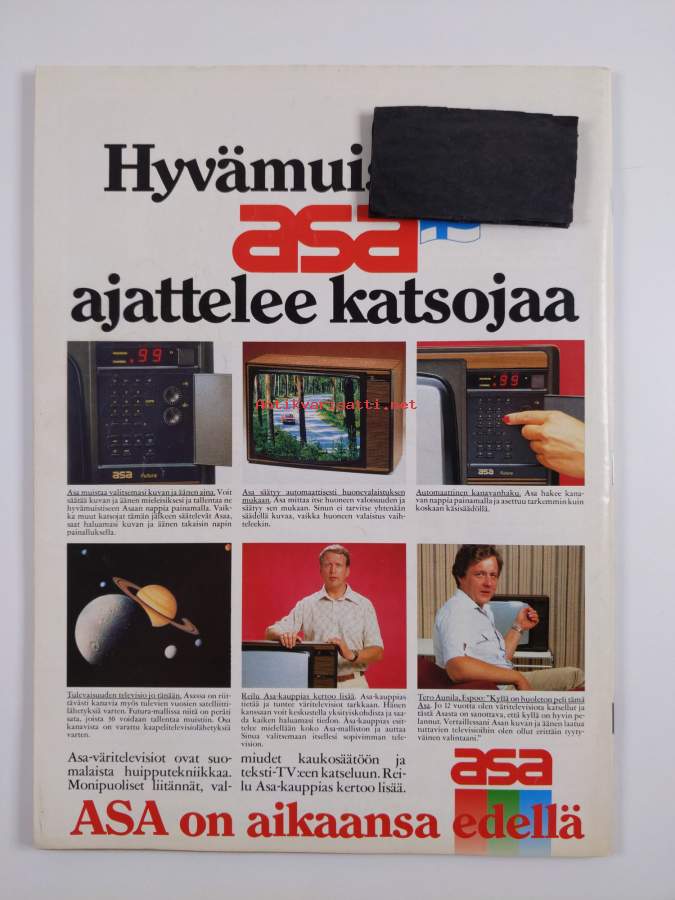 Hyvämuis
asa
ajattelee katsojaa
.99
asa Futura
Antikvariaatti.net
.99
asa Futura
Asa muistaa valitsemasi kuvan ja äänen aina. Voit
säätää kuvan ja äänen mieleisiksesi ja tallentaa ne
hyvämuistiseen Asaan nappia painamalla. Vaik-
ka muut katsojat tämän jälkeen säätelevät Asaa,
saat haluamasi kuvan ja äänen takaisin napin
painalluksella.
Asa säätyy automaattisesti huonevalaistuksen
mukaan. Asa mittaa itse huoneen valoisuuden ja
säätyy sen mukaan. Sinun ei tarvitse yhtenään
säädellä kuvaa, vaikka huoneen valaistus vaih-
teleekin.
Automaattinen kanavanhaku. Asa hakee kana-
van nappia painamalla ja asettuu tarkemmin kuin
koskaan käsisäädöllä.
Tulevaisuuden televisio jo tänään. Asassa on riit-
tävästi kanavia myös tulevien vuosien satelliitti-
lähetyksiä varten. Futura-mallissa niitä on peräti
sata, joista 30 voidaan tallentaa muistiin. Osa
kanavista on varattu kaapelitelevisiolähetyksiä
varten.
Reilu Asa-kauppias kertoo lisää. Asa-kauppias
tietää ja tuntee väritelevisiot tarkkaan. Hänen
kanssaan voit keskustella yksityiskohdista ja saa-
da kaiken haluamasi tiedon. Asa-kauppias esit-
telee mielellään koko Asa-malliston ja auttaa
Sinua valitsemaan itsellesi sopivimman tele-
vision.
Tero Aunila, Espoo: "Kyllä on huoleton peli tämä
Asa. Jo 12 vuotta olen väritelevisiota katsellut ja
tästä Asasta on sanottava, että kyllä on hyvin pe-
lannut. Vertaillessani Asan kuvan ja äänen laatua
tuttavien televisioihin olen ollut erittäin tyyty-
väinen valintaani."
Asa-väritelevisiot ovat suo-
malaista huipputekniikkaa.
Monipuoliset liitännät, val-
miudet kaukosäätöön ja
teksti-TV:een katseluun. Rei-
lu Asa-kauppias kertoo lisää.
asa
ASA on aikaansa edellä